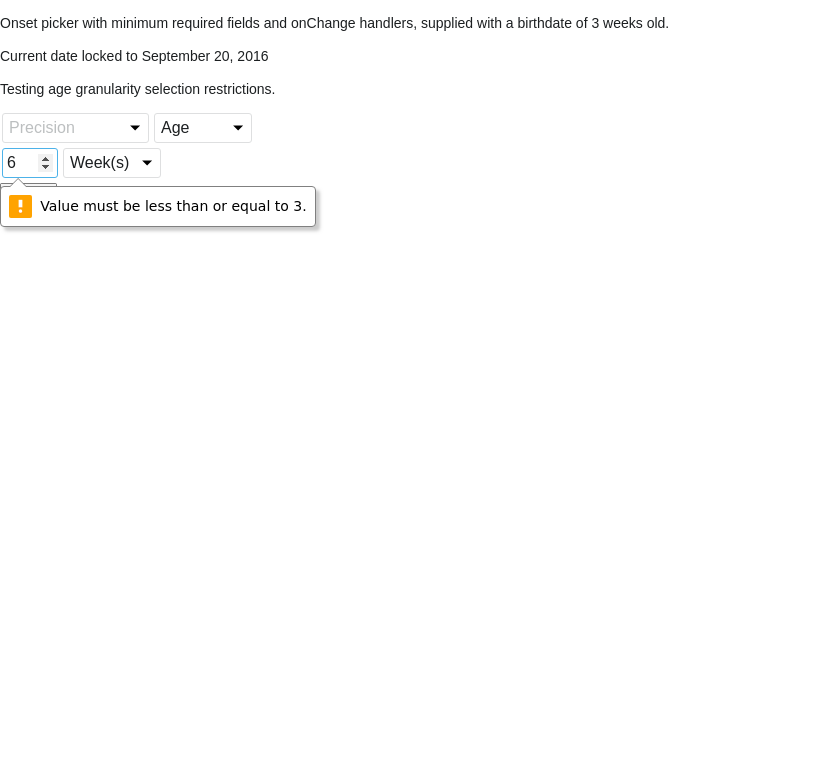 Onset picker with minimum required fields and onChange handlers, supplied with a birthdate of 3 weeks old.
Current date locked to September 20, 2016
Testing age granularity selection restrictions.
Precision Age
6 Week(s)
Value must be less than or equal to 3.